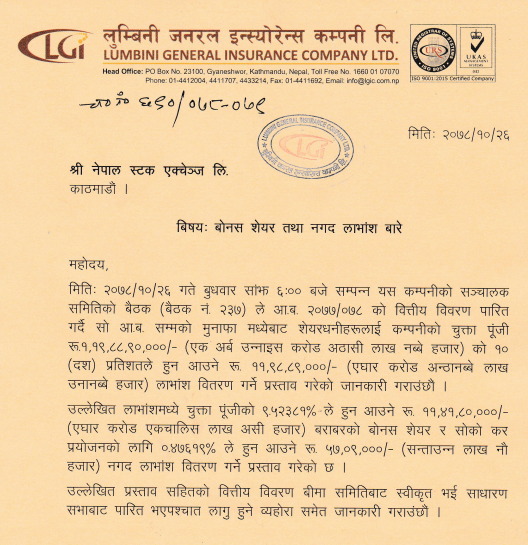 LGI
लुम्बिनी जनरल इन्स्योरेन्स कम्पनी लि.
LUMBINI GENERAL INSURANCE COMPANY LTD.
Head Office: PO Box No. 23100, Gyaneshwor, Kathmandu, Nepal, Toll Free No. 1660 01 07070
Phone: 01-4412004, 4411707, 4433214, Fax: 01-4411692, Email: info@lgic.com.np
URS
UKAS
ISO 9001:2015 Certified Company
च.नं. ६९०/०७८-०७९
LUMBINI GENERAL INSURANCE COMPANY LTD.
LGI
मिति: २०७८/१०/२६
श्री नेपाल स्टक एक्चेञ्ज लि.
काठमाडौं ।
बिषय: बोनस शेयर तथा नगद लाभांश बारे
महोदय,
मिति: २०७८/१०/२६ गते बुधवार सांझ ६:०० बजे सम्पन्न यस कम्पनीको सञ्चालक
समितिको बैठक (बैठक नं. २३७) ले आ.ब. २०७७/०७८ को वित्तीय विवरण पारित
गर्दै सो आ.ब. सम्मको मुनाफा मध्येबाट शेयरधनीहरूलाई कम्पनीको चुक्ता पूंजी
रू.१,१९,८८,९०,०००/- (एक अर्ब उन्नाइस करोड अठासी लाख नब्बे हजार) को १०
(दश) प्रतिशतले हुन आउने रू. ११,९८,८९,०००/- (एघार करोड अन्ठानब्बे लाख
उनानब्बे हजार) लाभांश वितरण गर्ने प्रस्ताव गरेको जानकारी गराउंछौ ।
उल्लेखित लाभांशमध्ये चुक्ता पूंजीको ९.५२३८१% ले हुन आउने रू. ११,४१,८०,०००/-
(एघार करोड एकचालिस लाख असी हजार) बराबरको बोनस शेयर र सोको कर
प्रयोजनको लागि ०.४७६१९% ले हुन आउने रू. ५७,०९,०००/- (सन्ताउन्न लाख नौ
हजार) नगद लाभांश वितरण गर्ने प्रस्ताव गरेको छ ।
उल्लेखित प्रस्ताव सहितको वित्तीय विवरण बीमा समितिबाट स्वीकृत भई साधारण
सभाबाट पारित भएपश्चात लागु हुने व्यहोरा समेत जानकारी गराउंछौ ।